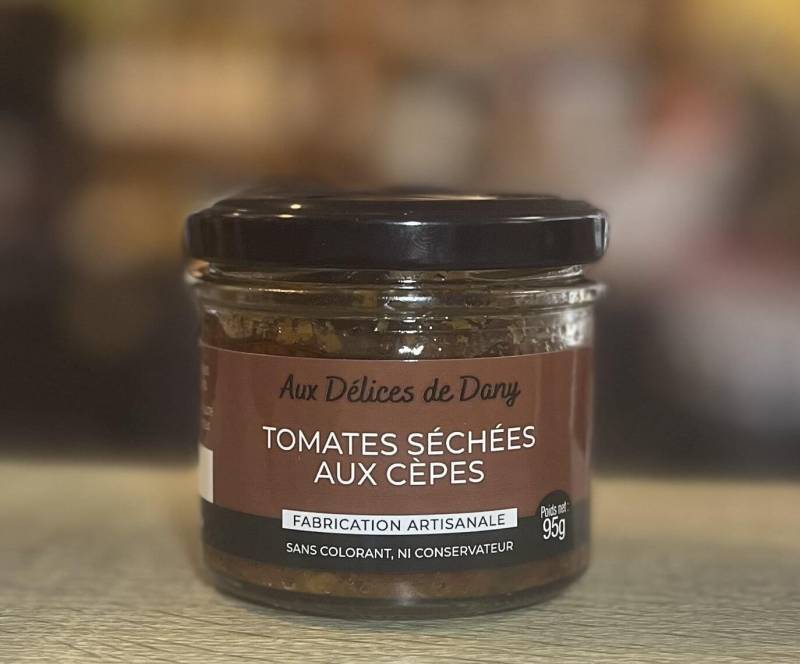 Aux Délices de Dany
TOMATES SÉCHÉES
AUX CÈPES
FABRICATION ARTISANALE
SANS COLORANT, NI CONSERVATEUR
Poids net :
95g